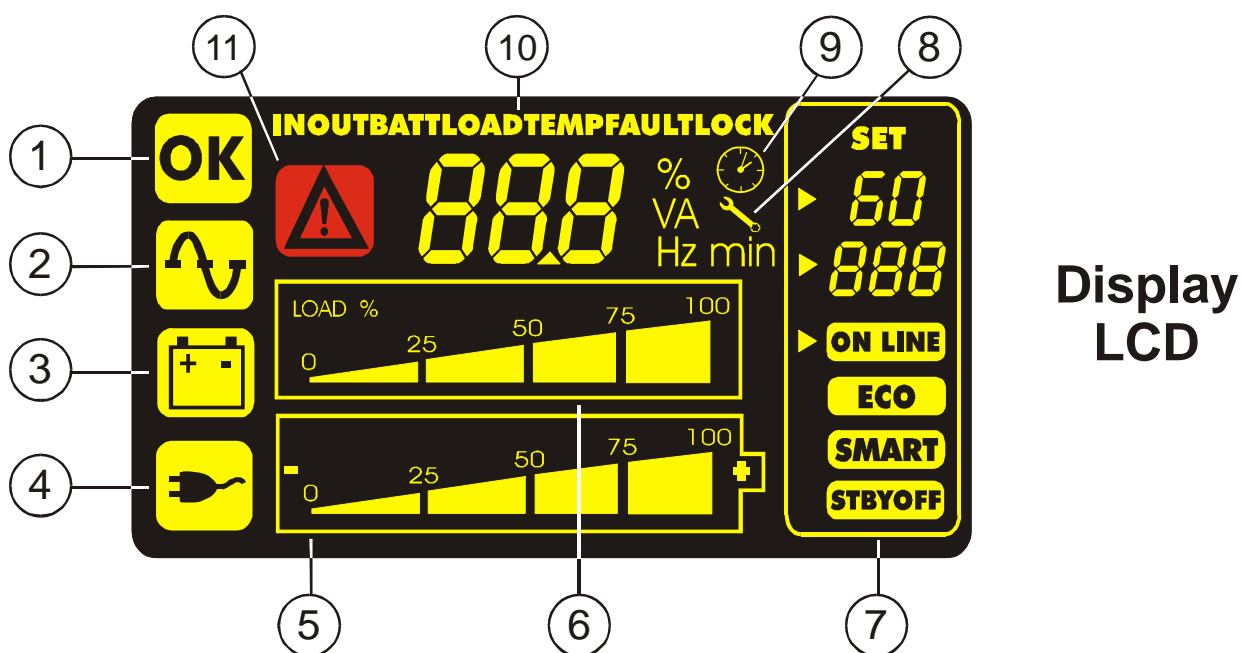 11 10 9 8
INOUTBATTLOADTEMPFAULTLOCK
SET
1 OK
88.8 % VA Hz min
60
888
2
LOAD %
0 25 50 75 100
ON LINE
3
ECO
- 0 25 50 75 100 +
SMART
4
STBYOFF
5 6 7
Display
LCD